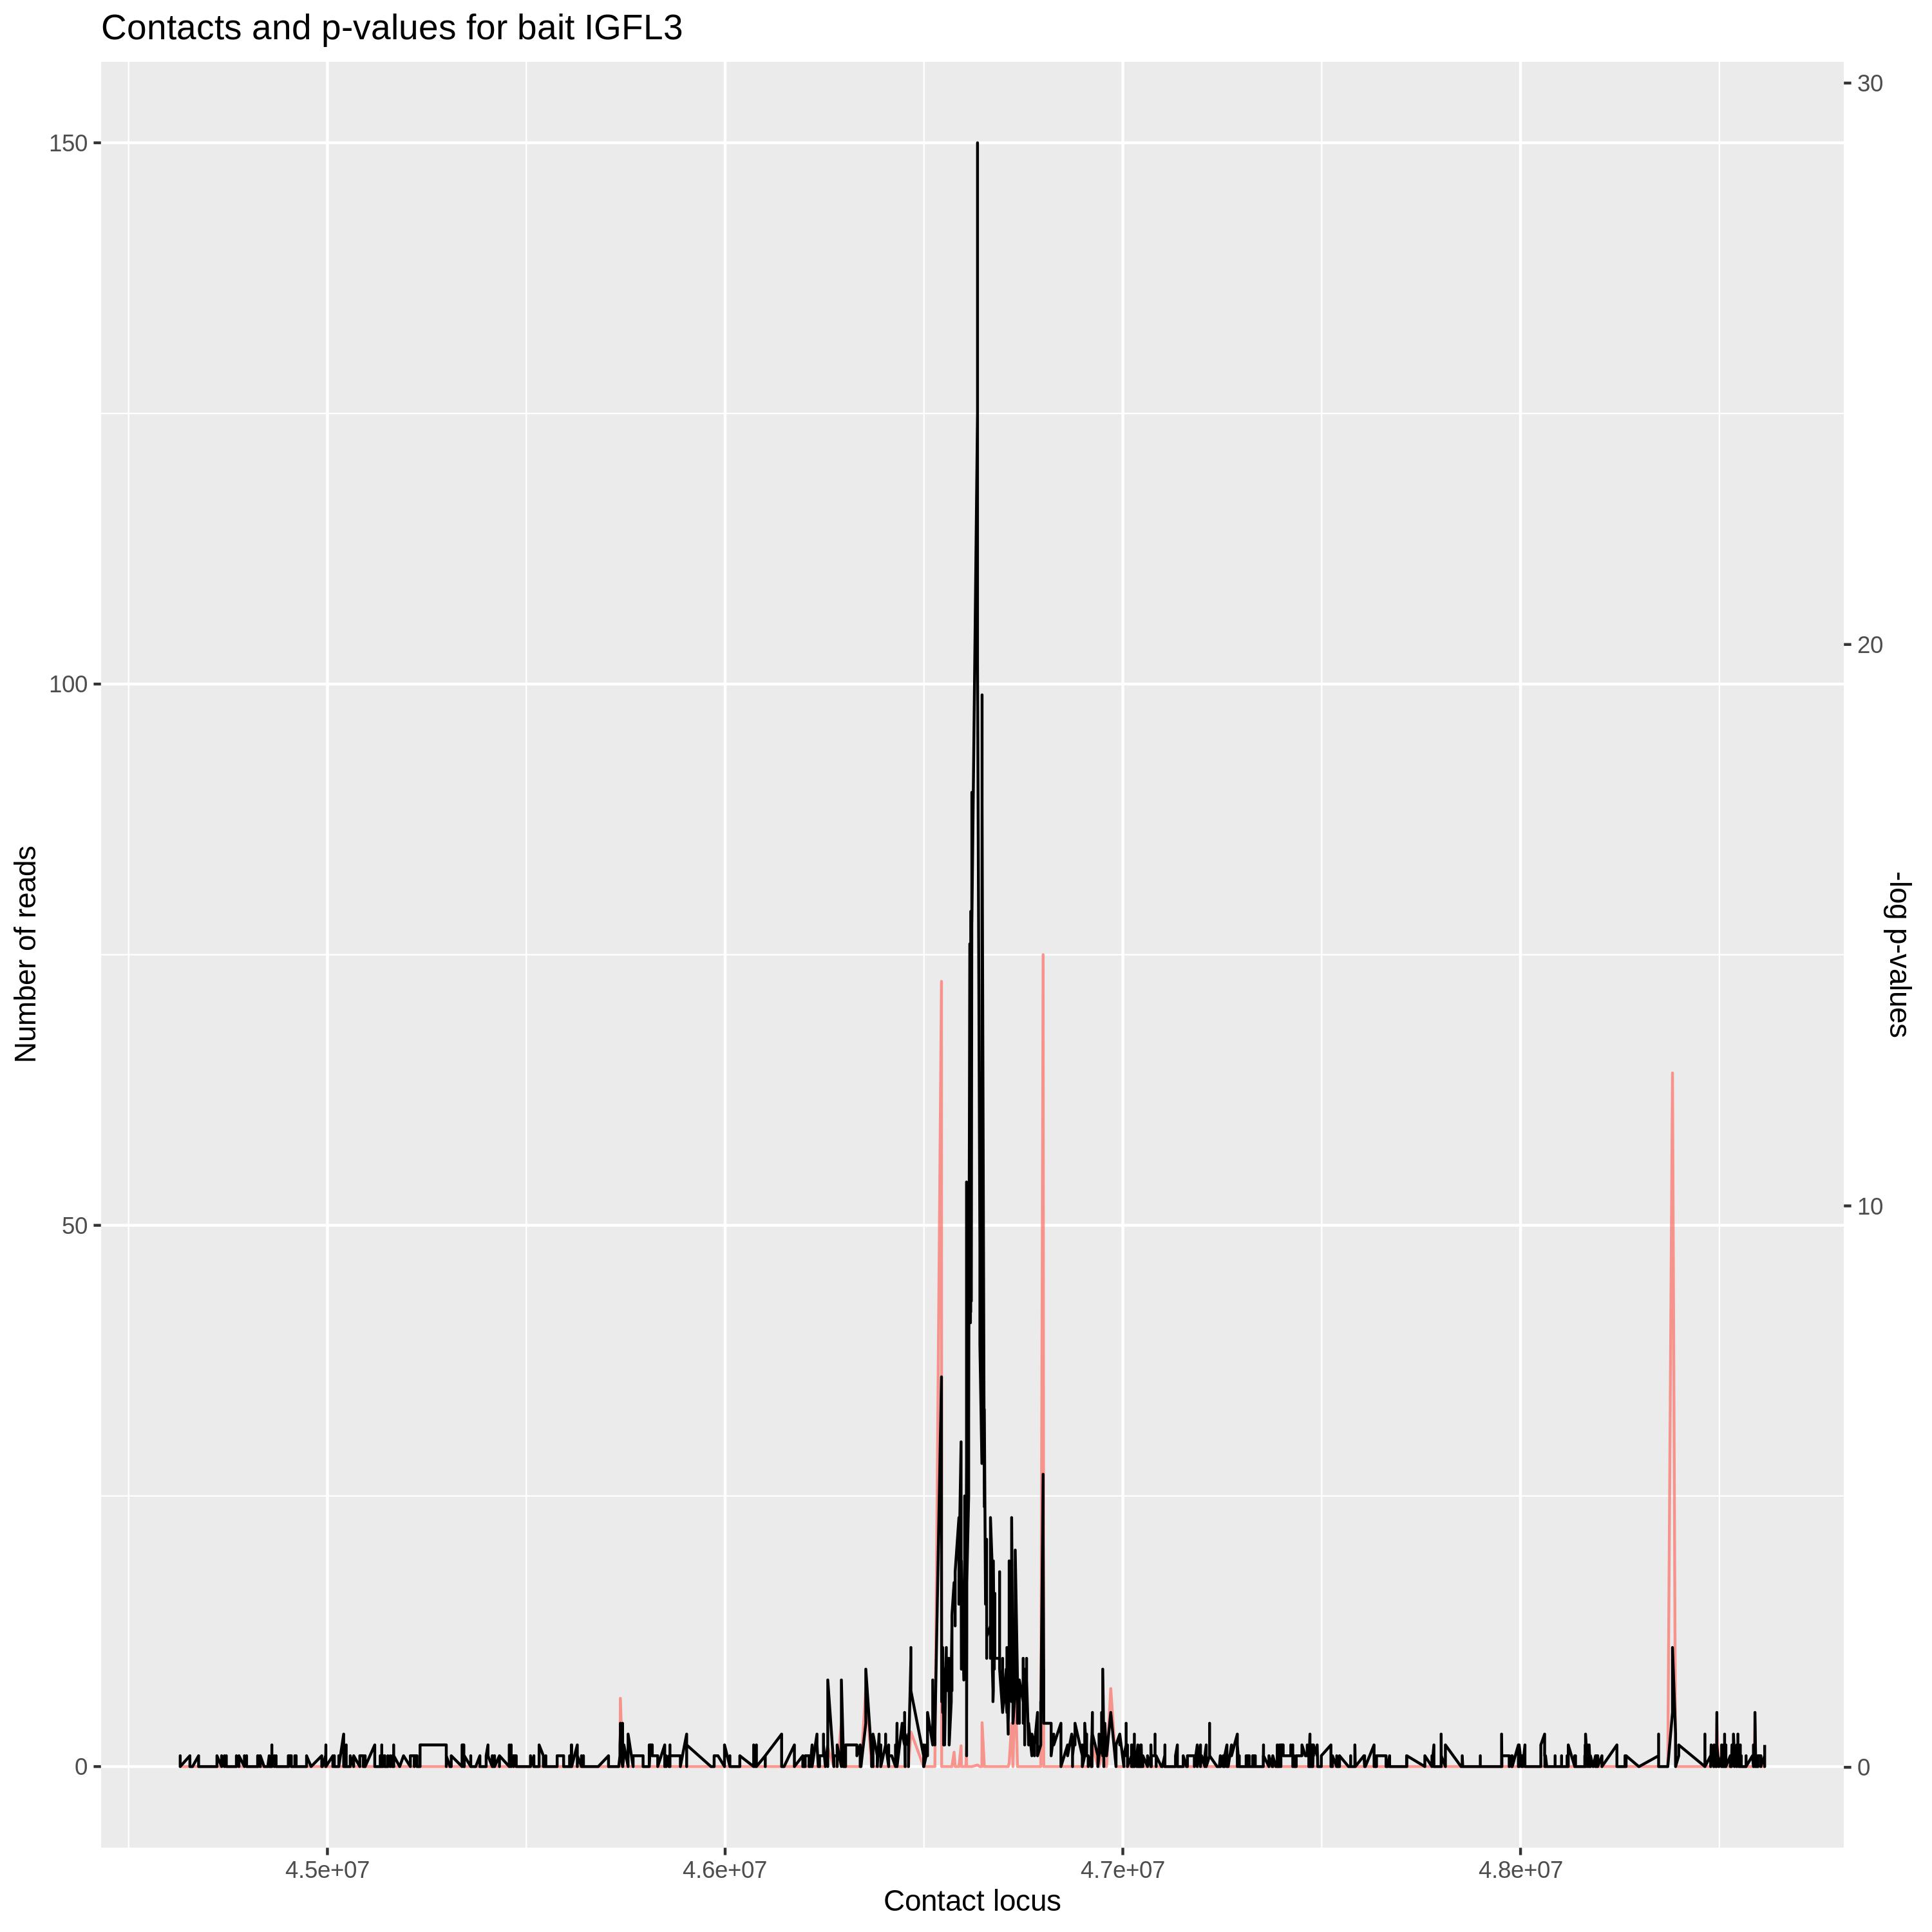 Contacts and p-values for bait IGFL3
150
100
50
0
Number of reads
30
20
10
0
-log p-values
4.5e+07
4.6e+07
4.7e+07
4.8e+07
Contact locus